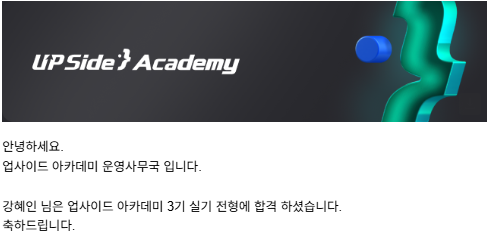 UPSide Academy
안녕하세요.
업사이드 아카데미 운영사무국 입니다.
강혜인 님은 업사이드 아카데미 3기 실기 전형에 합격 하셨습니다.
축하드립니다.